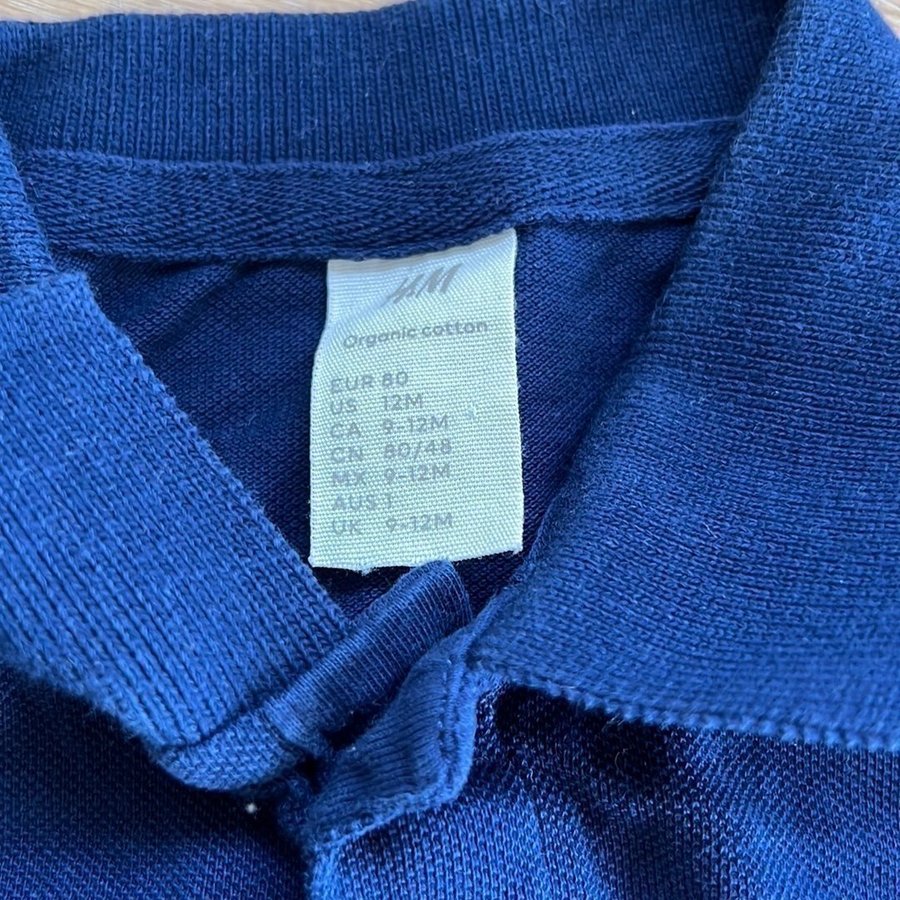 H&M
Organic cotton
EUR 80
US 12M
CA 9-12M
CN 80/48
MX 9-12M
AUS 1
UK 9-12M